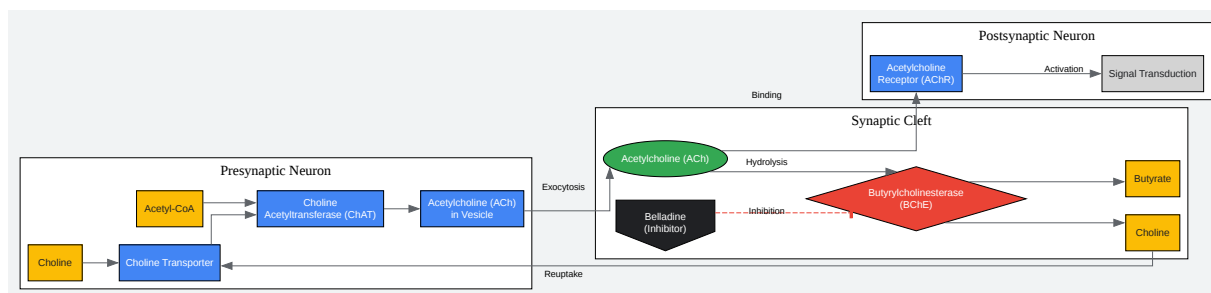 Postsynaptic Neuron
Acetylcholine
Receptor (AChR)
Activation
Signal Transduction
Binding
Synaptic Cleft
Acetylcholine (ACh)
Hydrolysis
Butyrylcholinesterase
(BChE)
Butyrate
Choline
Belladine
(Inhibitor)
Inhibition
Exocytosis
Presynaptic Neuron
Acetyl-CoA
Choline
Acetyltransferase (ChAT)
Acetylcholine (ACh)
in Vesicle
Choline
Choline Transporter
Reuptake